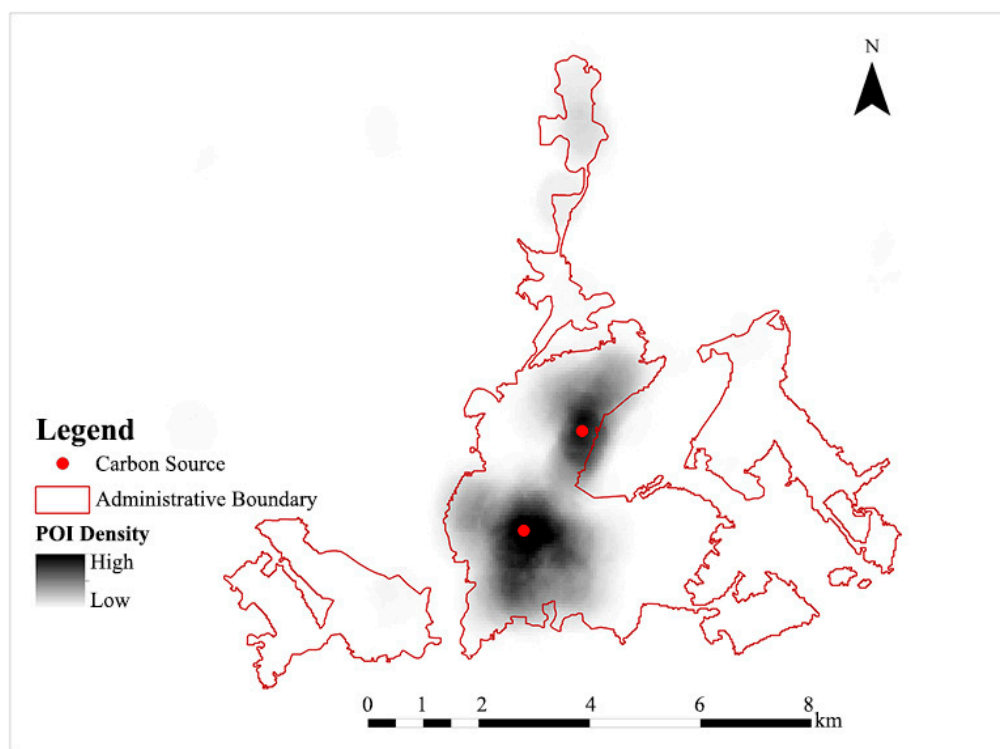 N
Legend
Carbon Source
Administrative Boundary
POI Density
High
Low
0 1 2 4 6 8 km